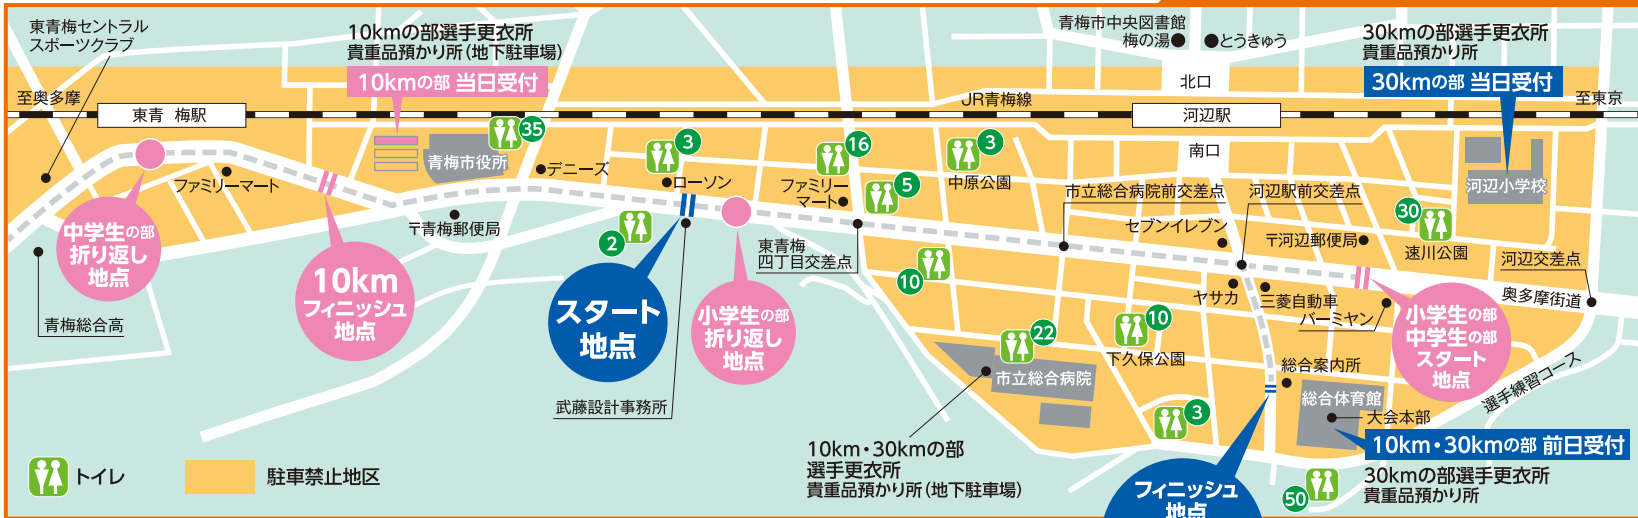 東青梅セントラル
スポーツクラブ
10kmの部選手更衣所
貴重品預かり所（地下駐車場）
10kmの部 当日受付
青梅市中央図書館
梅の湯
とうきゅう
30kmの部選手更衣所
貴重品預かり所
30kmの部 当日受付
至奥多摩
東青 梅駅
JR青梅線
北口
河辺駅
南口
至東京
35
青梅市役所
デニーズ
3
ローソン
16
ファミリー
マート
5
3
中原公園
市立総合病院前交差点
河辺駅前交差点
河辺小学校
ファミリーマート
〒青梅郵便局
2
セブンイレブン
〒河辺郵便局
30
速川公園
河辺交差点
中学生の部
折り返し
地点
10km
フィニッシュ
地点
スタート
地点
小学生の部
折り返し
地点
東青梅
四丁目交差点
10
ヤサカ
三菱自動車
バーミヤン
奥多摩街道
青梅総合高
武藤設計事務所
22
市立総合病院
10
下久保公園
小学生の部
中学生の部
スタート
地点
総合案内所
総合体育館
大会本部
選手練習コース
3
10km・30kmの部
選手更衣所
貴重品預かり所（地下駐車場）
10km・30kmの部 前日受付
30kmの部選手更衣所
貴重品預かり所
50
フィニッシュ
地点
トイレ
駐車禁止地区